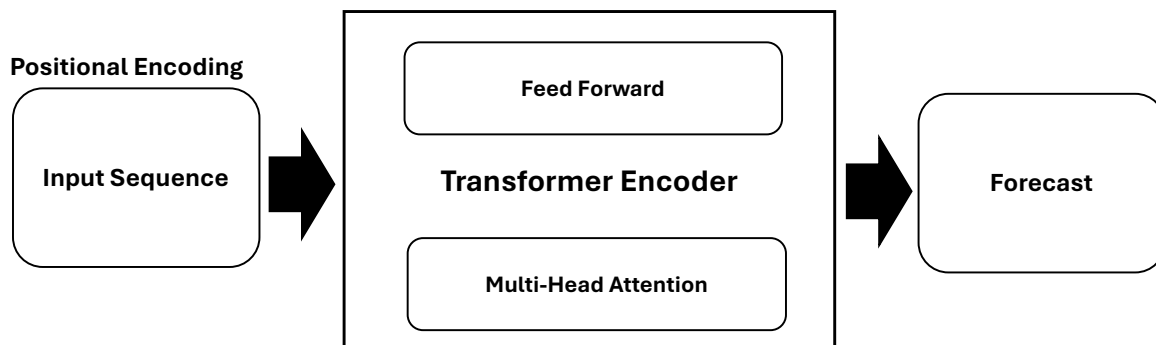 Positional Encoding
Input Sequence
Feed Forward
Transformer Encoder
Multi-Head Attention
Forecast